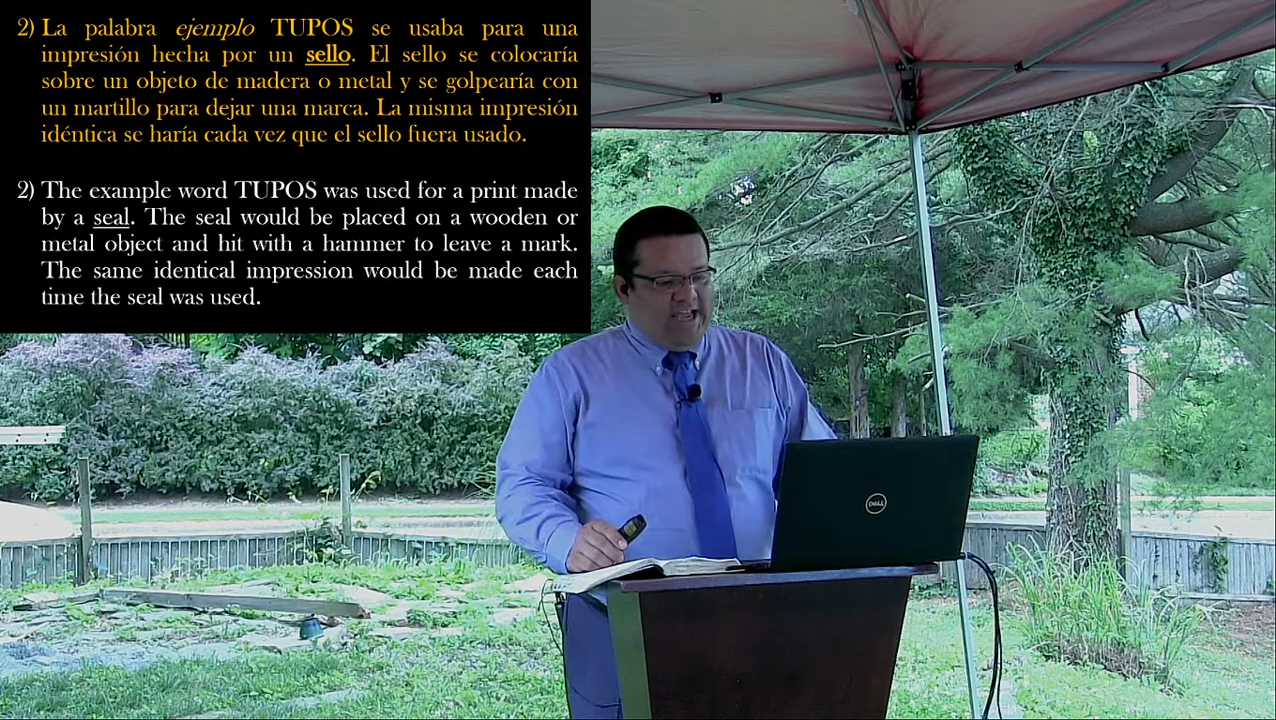 2) La palabra ejemplo TUPOS se usaba para una
impresión hecha por un sello. El sello se colocaría
sobre un objeto de madera o metal y se golpearía con
un martillo para dejar una marca. La misma impresión
idéntica se haría cada vez que el sello fuera usado.
2) The example word TUPOS was used for a print made
by a seal. The seal would be placed on a wooden or
metal object and hit with a hammer to leave a mark.
The same identical impression would be made each
time the seal was used.
DELL